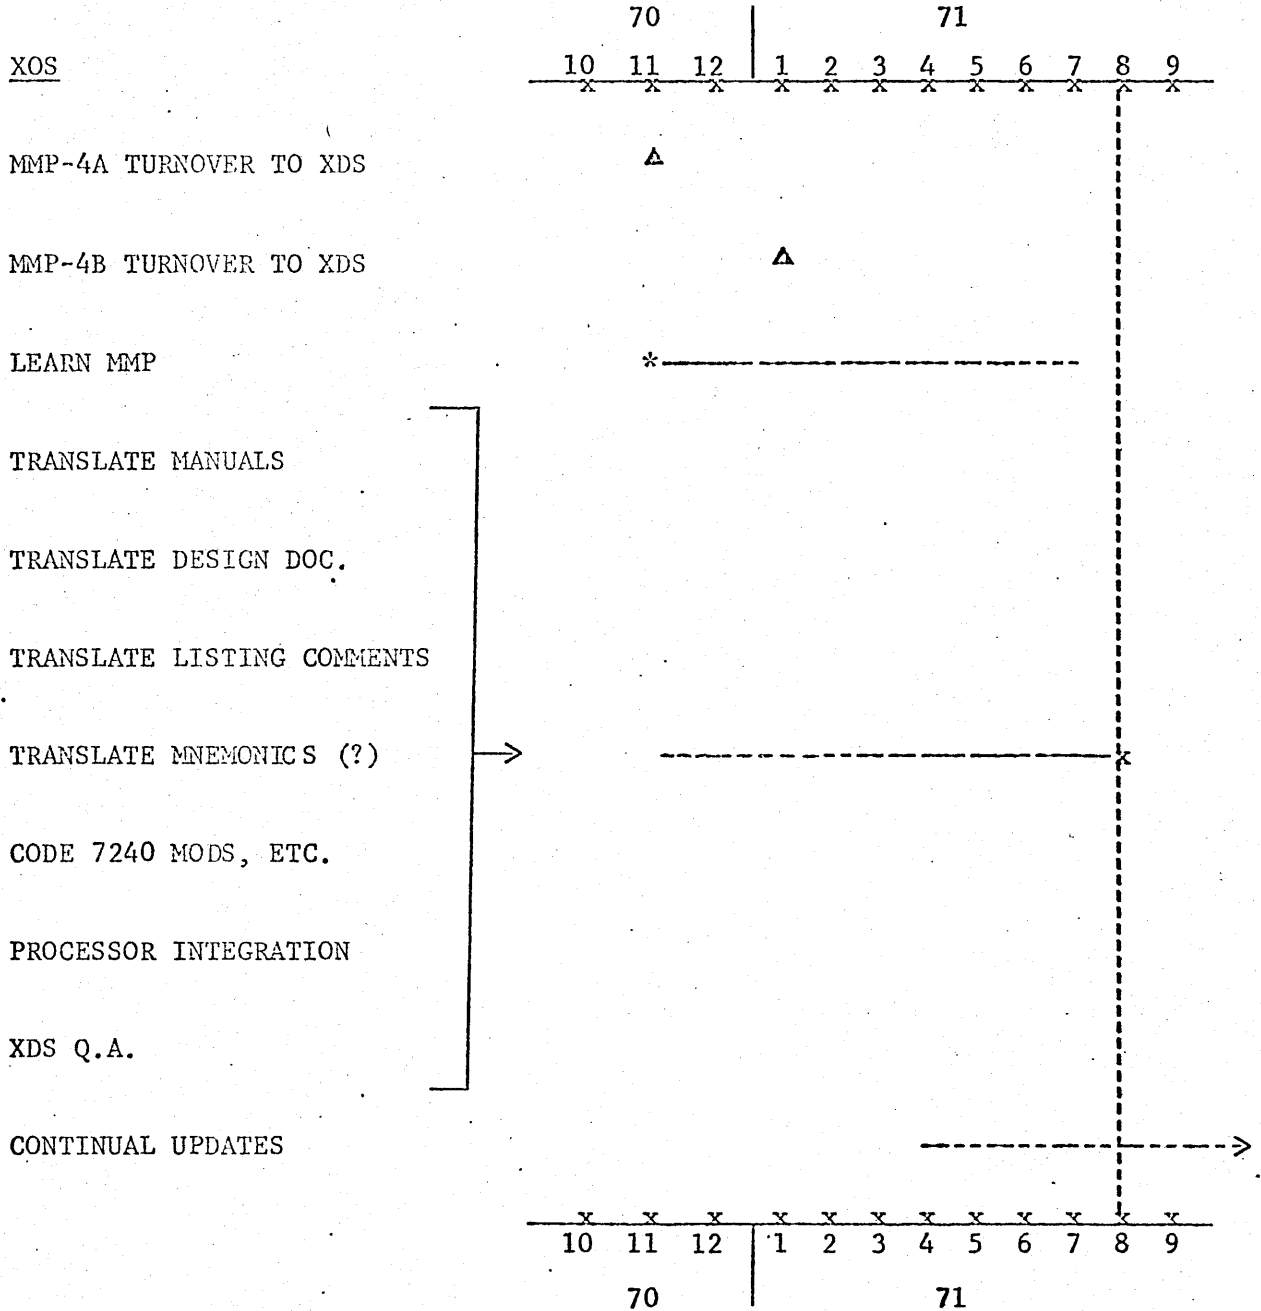 70 71
XOS 10 11 12 1 2 3 4 5 6 7 8 9
x x x x x x x x x x x x
MMP-4A TURNOVER TO XDS
MMP-4B TURNOVER TO XDS
LEARN MMP *
TRANSLATE MANUALS
TRANSLATE DESIGN DOC.
TRANSLATE LISTING COMMENTS
TRANSLATE MNEMONICS (?) x
CODE 7240 MODS, ETC.
PROCESSOR INTEGRATION
XDS Q.A.
CONTINUAL UPDATES
x x x x x x x x x x x x
10 11 12 1 2 3 4 5 6 7 8 9
70 71